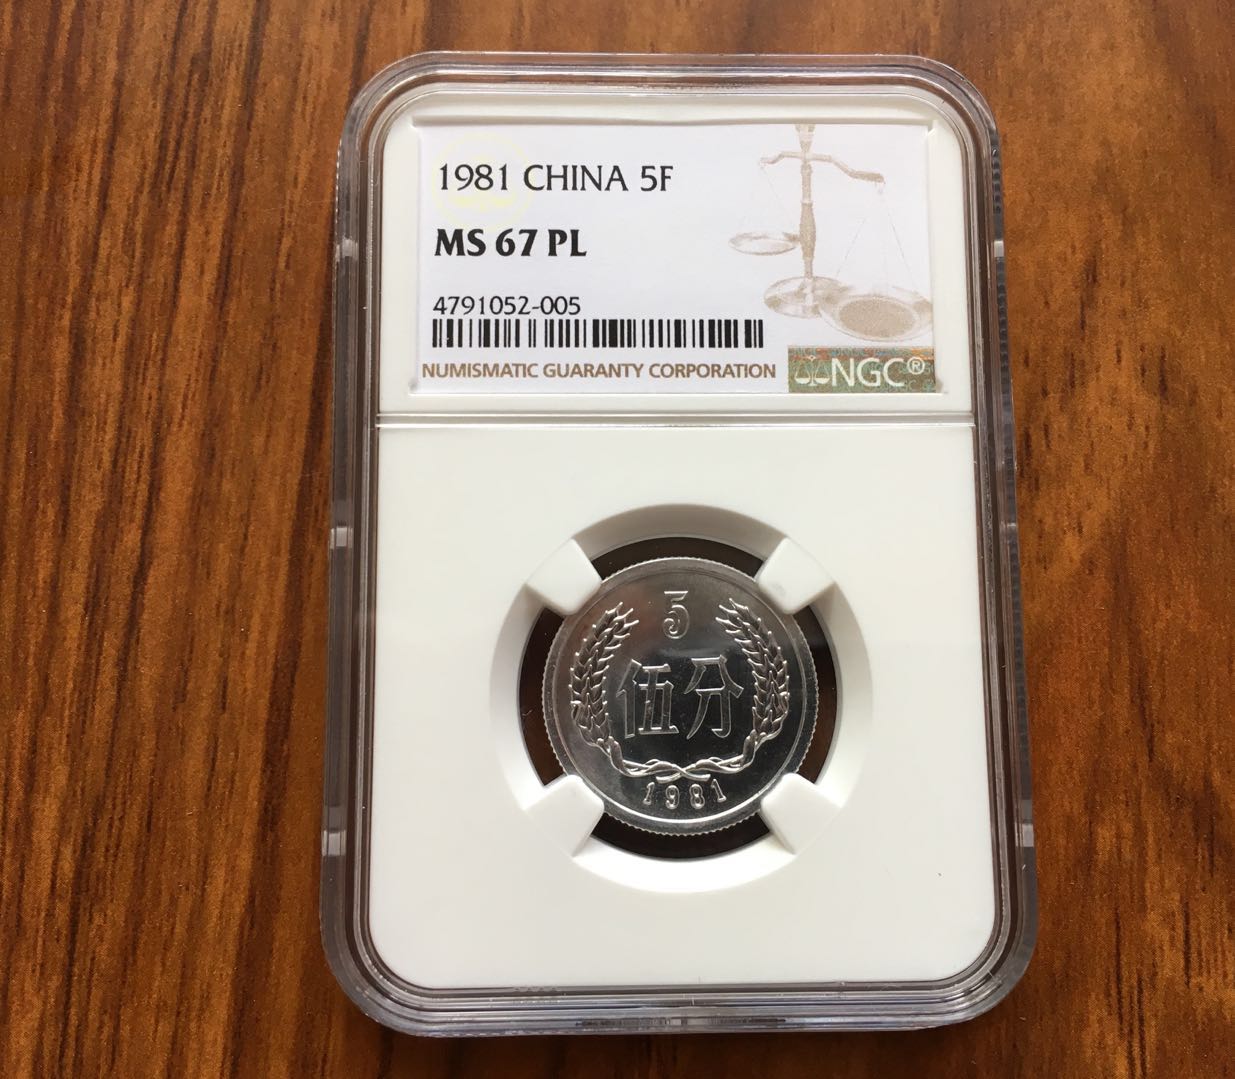 1981 CHINA 5F
MS 67 PL
4791052-005
NUMISMATIC GUARANTY CORPORATION
NGC®
5
伍分
1981